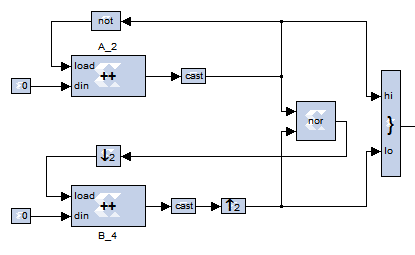 not
A_2
load
++
din
0
cast
hi
nor
}
lo
↓2
load
++
din
0
cast
↑2
B_4